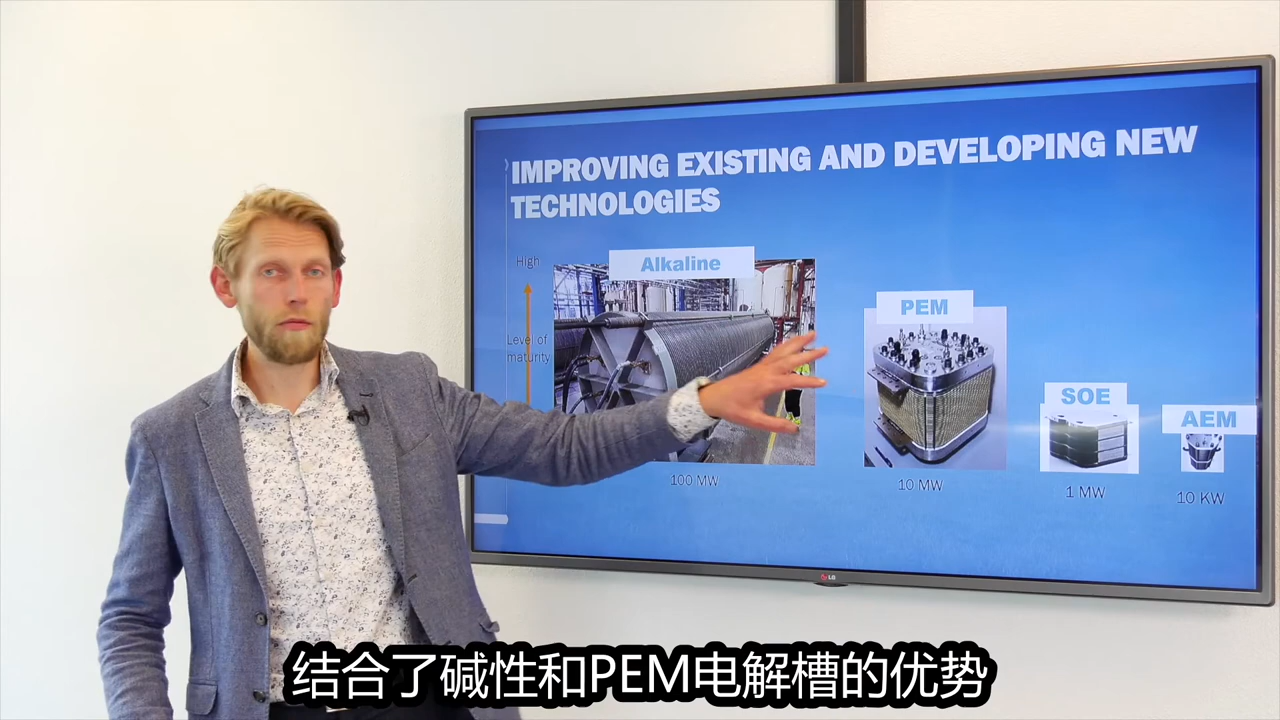 IMPROVING EXISTING AND DEVELOPING NEW
TECHNOLOGIES
High
Level of
maturity
Alkaline
PEM
SOE
AEM
100 MW
10 MW
1 MW
10 KW
LG
结合了碱性和PEM电解槽的优势